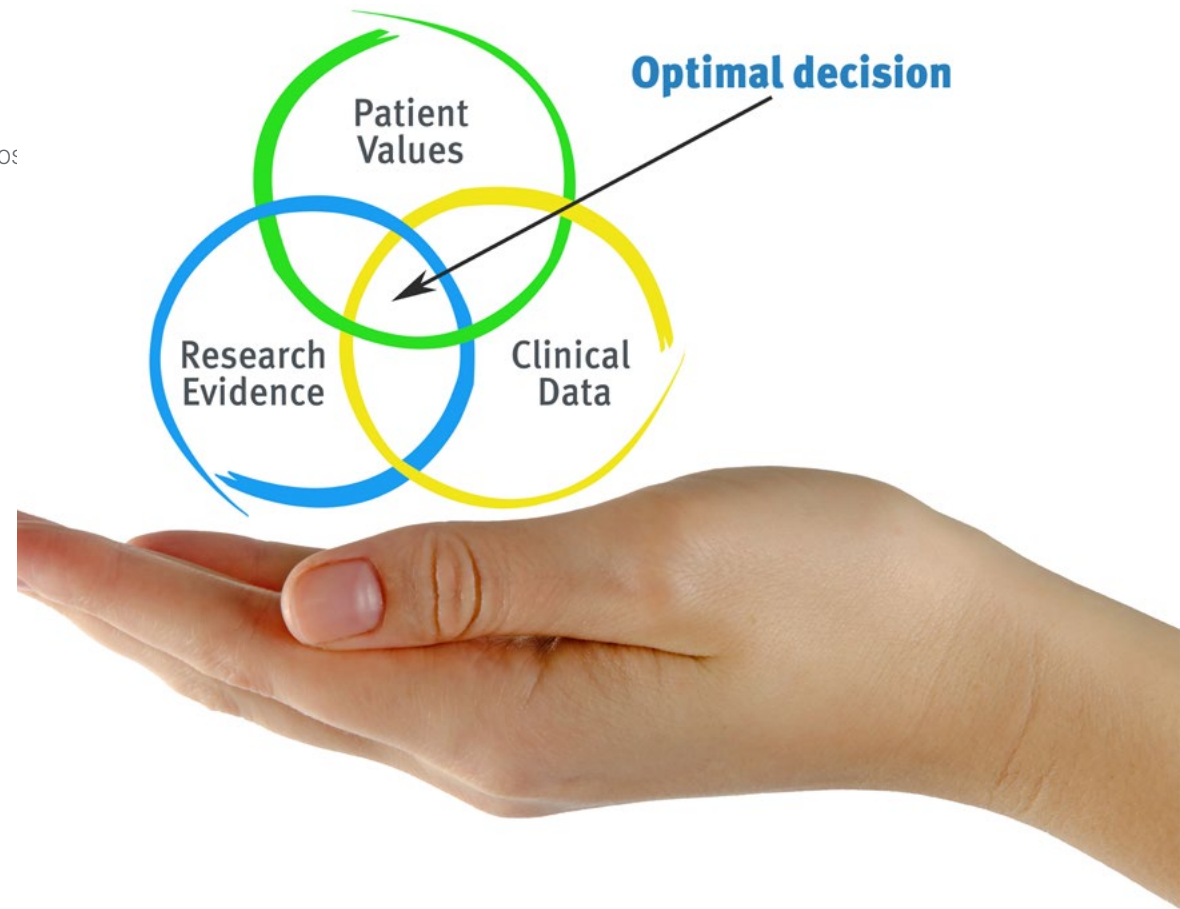 Optimal decision
Patient
Values
Research
Evidence
Clinical
Data